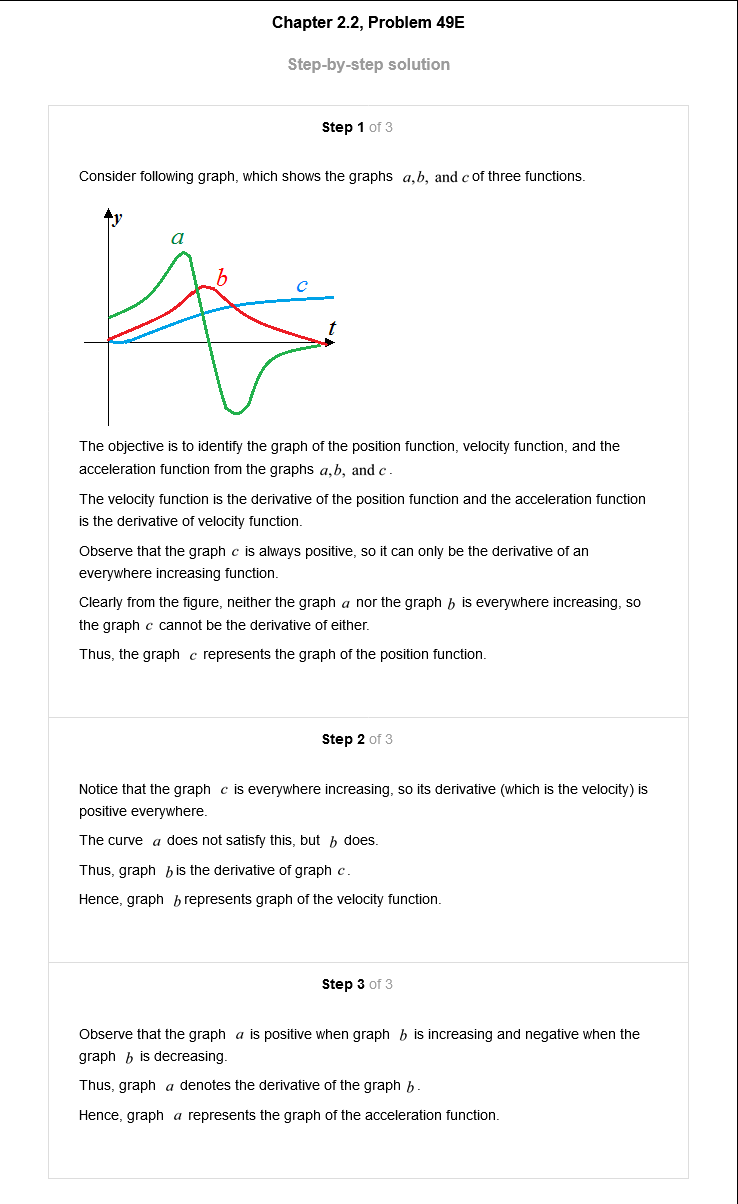 Chapter 2.2, Problem 49E
Step-by-step solution
Step 1 of 3
Consider following graph, which shows the graphs a,b, and c of three functions.
y
a
b
c
t
The objective is to identify the graph of the position function, velocity function, and the
acceleration function from the graphs a,b, and c.
The velocity function is the derivative of the position function and the acceleration function
is the derivative of velocity function.
Observe that the graph c is always positive, so it can only be the derivative of an
everywhere increasing function.
Clearly from the figure, neither the graph a nor the graph b is everywhere increasing, so
the graph c cannot be the derivative of either.
Thus, the graph c represents the graph of the position function.
Step 2 of 3
Notice that the graph c is everywhere increasing, so its derivative (which is the velocity) is
positive everywhere.
The curve a does not satisfy this, but b does.
Thus, graph b is the derivative of graph c.
Hence, graph b represents graph of the velocity function.
Step 3 of 3
Observe that the graph a is positive when graph b is increasing and negative when the
graph b is decreasing.
Thus, graph a denotes the derivative of the graph b.
Hence, graph a represents the graph of the acceleration function.